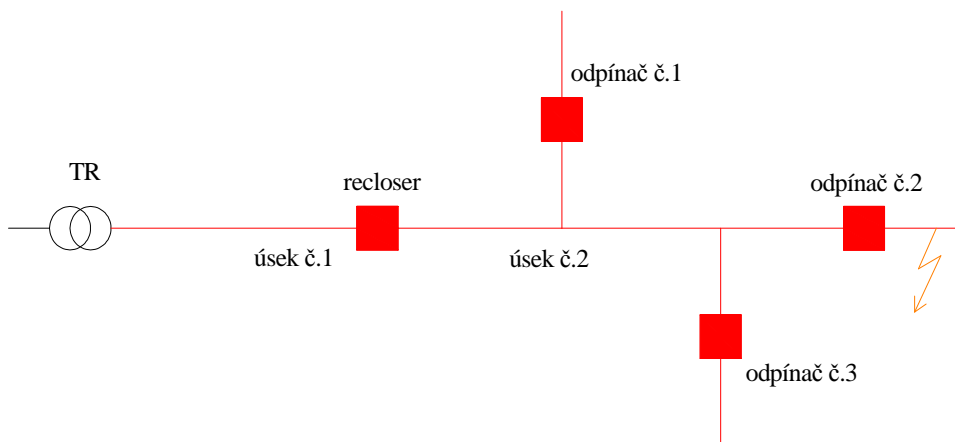 odpínač č.1
TR
recloser
odpínač č.2
úsek č.1
úsek č.2
odpínač č.3